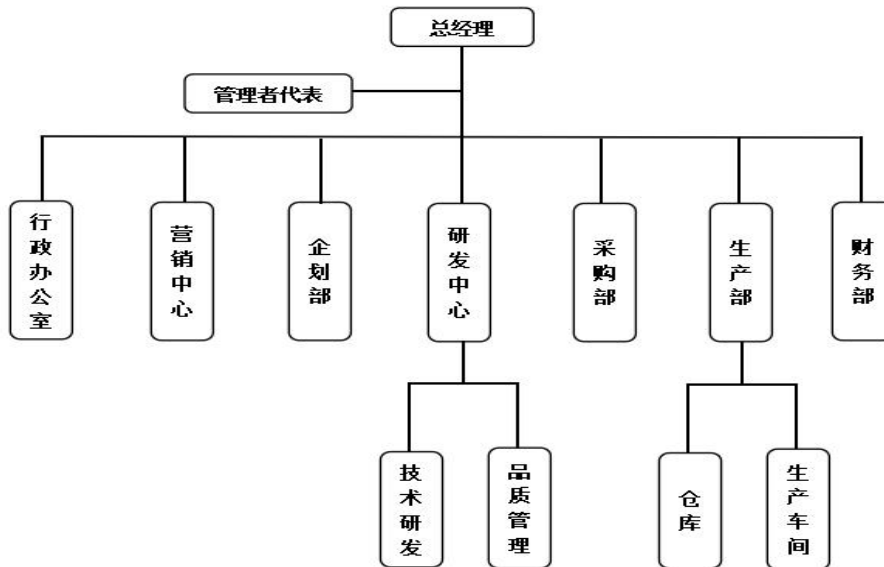 总经理
管理者代表
行政办公室
营销中心
企划部
研发中心
采购部
生产部
财务部
技术研发
品质管理
仓库
生产车间